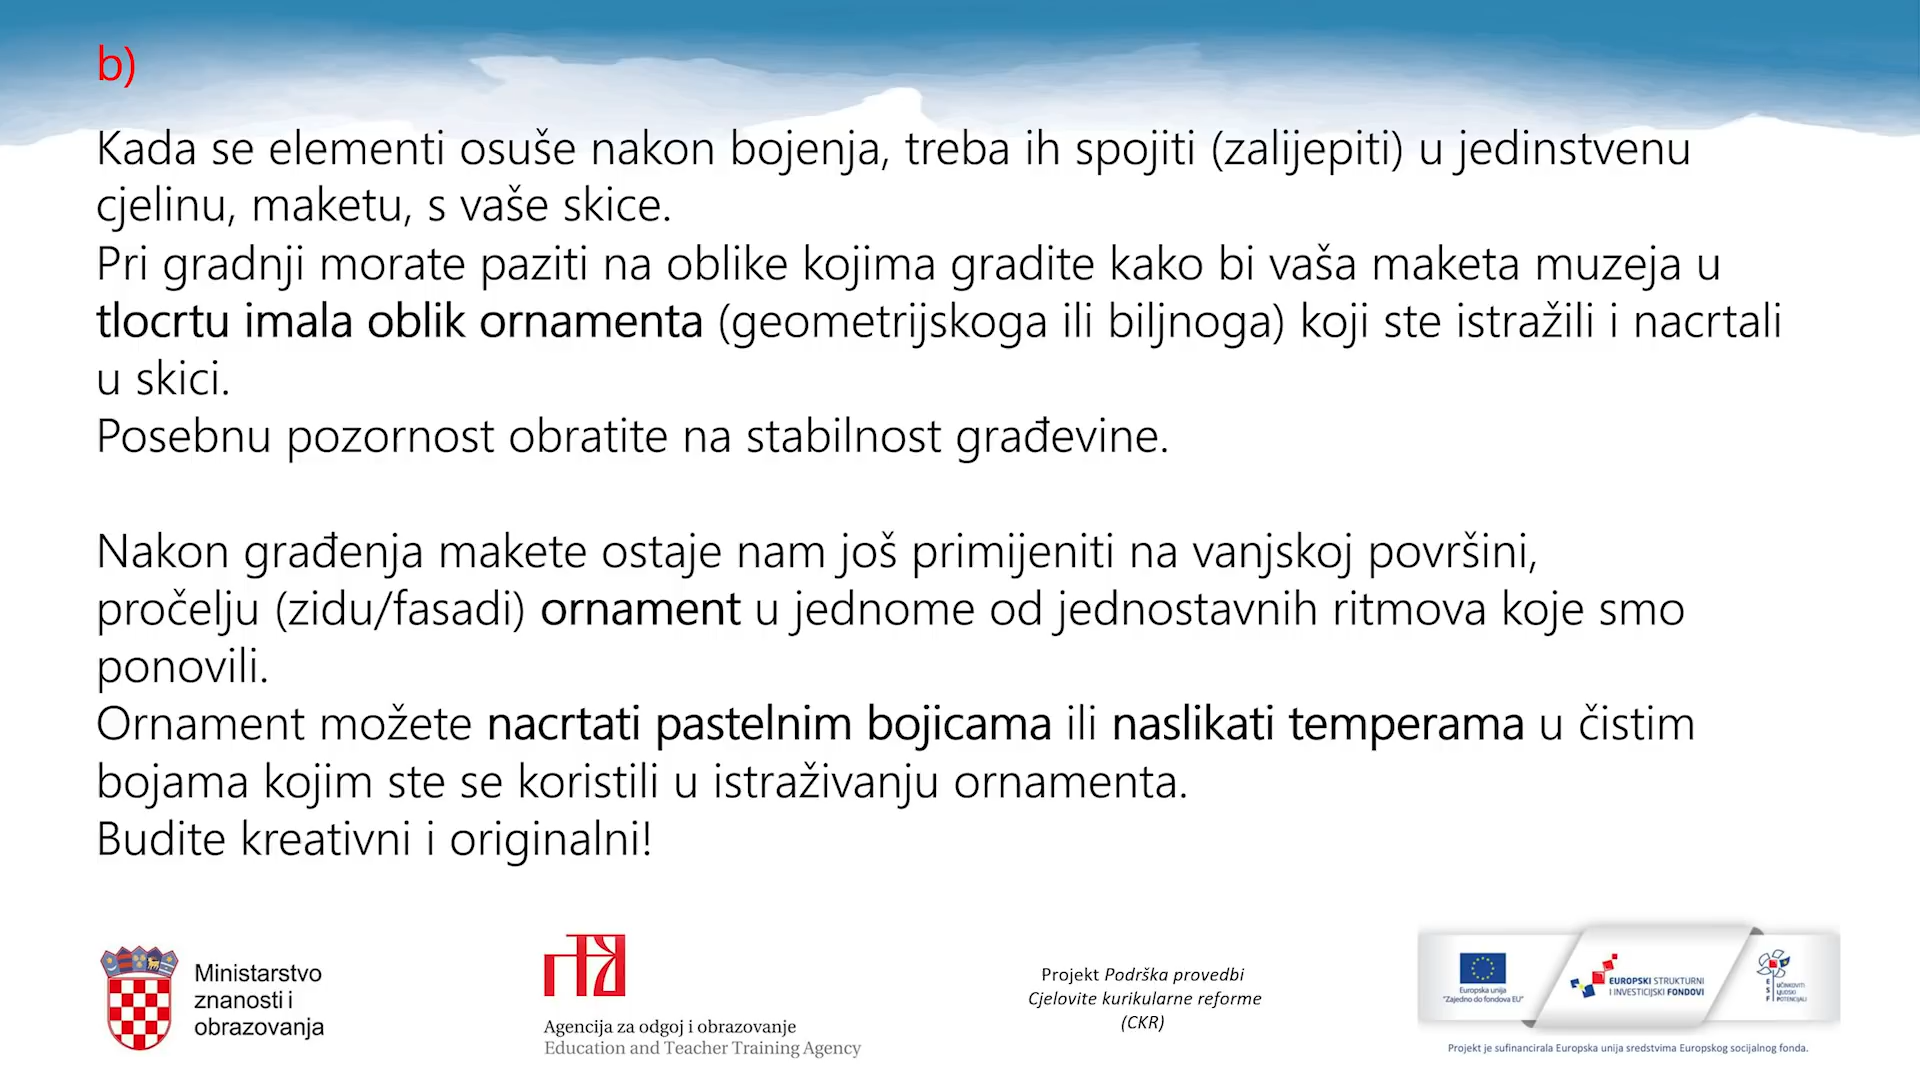 b)
Kada se elementi osuše nakon bojenja, treba ih spojiti (zalijepiti) u jedinstvenu
cjelinu, maketu, s vaše skice.
Pri gradnji morate paziti na oblike kojima gradite kako bi vaša maketa muzeja u
tlocrtu imala oblik ornamenta (geometrijskoga ili biljnoga) koji ste istražili i nacrtali
u skici.
Posebnu pozornost obratite na stabilnost građevine.
Nakon građenja makete ostaje nam još primijeniti na vanjskoj površini,
pročelju (zidu/fasadi) ornament u jednome od jednostavnih ritmova koje smo
ponovili.
Ornament možete nacrtati pastelnim bojicama ili naslikati temperama u čistim
bojama kojim ste se koristili u istraživanju ornamenta.
Budite kreativni i originalni!
Ministarstvo
znanosti i
obrazovanja
Agencija za odgoj i obrazovanje
Education and Teacher Training Agency
Projekt Podrška provedbi
Cjelovite kurikularne reforme
(CKR)
Europska unija
"Zajedno do fondova EU"
EUROPSKI STRUKTURNI
I INVESTICIJSKI FONDOVI
ESF
UČINKOVITI
LJUDSKI
POTENCIJALI
Projekt je sufinancirala Europska unija sredstvima Europskog socijalnog fonda.